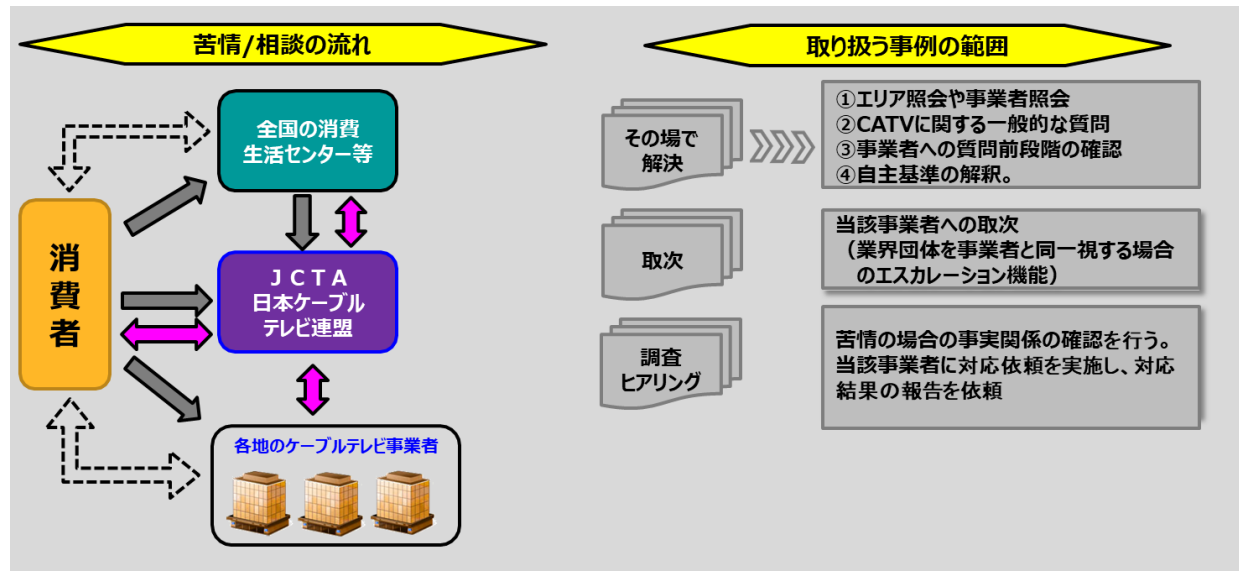 苦情/相談の流れ
全国の消費
生活センター等
消
費
者
ＪＣＴＡ
日本ケーブル
テレビ連盟
各地のケーブルテレビ事業者
取り扱う事例の範囲
その場で
解決
①エリア照会や事業者照会
②CATVに関する一般的な質問
③事業者への質問前段階の確認
④自主基準の解釈。
取次
当該事業者への取次
（業界団体を事業者と同一視する場合
のエスカレーション機能）
調査
ヒアリング
苦情の場合の事実関係の確認を行う。
当該事業者に対応依頼を実施し、対応
結果の報告を依頼